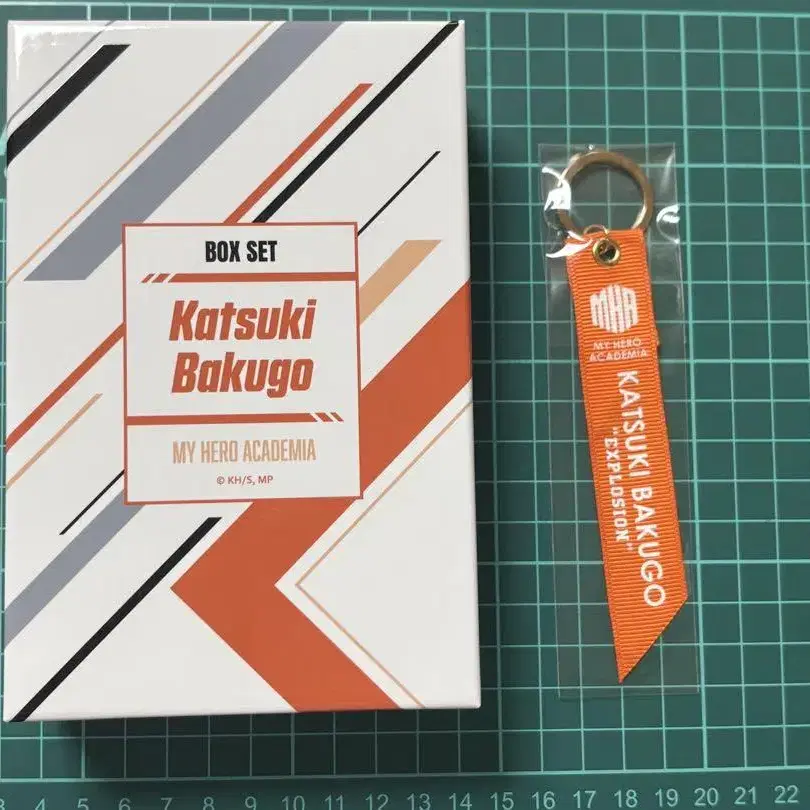 BOX SET
Katsuki
Bakugo
MY HERO ACADEMIA
© KH/S, MP
MHA
MY HERO
ACADEMIA
KATSUKI BAKUGO
"EXPLOSION"
3 4 5 6 7 8 9 10 11 12 13 14 15 16 17 18 19 20 21 22